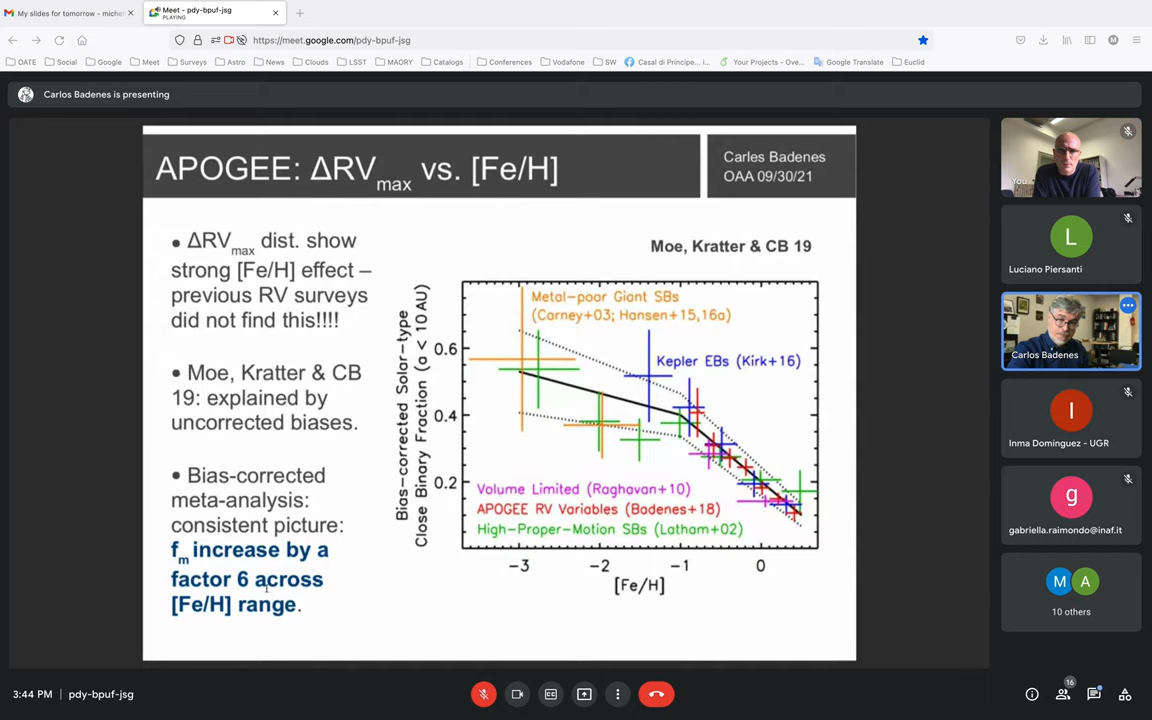 My slides for tomorrow - michel
Meet - pdy-bpuf-jsg
PLAYING
https://meet.google.com/pdy-bpuf-jsg
OATE
Social
Google
Meet
Surveys
Astro
News
Clouds
LSST
MAORY
Catalogs
Conferences
Vodafone
SW
Casal di Principe... i...
Your Projects - Ove...
Google Translate
Euclid
M
Carlos Badenes is presenting
APOGEE: ΔRVmax vs. [Fe/H]
Carles Badenes
OAA 09/30/21
• ΔRVmax dist. show
strong [Fe/H] effect –
previous RV surveys
did not find this!!!!
• Moe, Kratter & CB
19: explained by
uncorrected biases.
• Bias-corrected
meta-analysis:
consistent picture:
fm increase by a
factor 6 across
[Fe/H] range.
Moe, Kratter & CB 19
Bias-corrected Solar-type
Close Binary Fraction (a < 10 AU)
Metal-poor Giant SBs
(Carney+03; Hansen+15,16a)
Kepler EBs (Kirk+16)
0.6
0.4
0.2
Volume Limited (Raghavan+10)
APOGEE RV Variables (Badenes+18)
High-Proper-Motion SBs (Latham+02)
−3
−2
−1
0
[Fe/H]
You
L
Luciano Piersanti
Carlos Badenes
I
Inma Dominguez - UGR
g
gabriella.raimondo@inaf.it
M
A
10 others
3:44 PM | pdy-bpuf-jsg
16